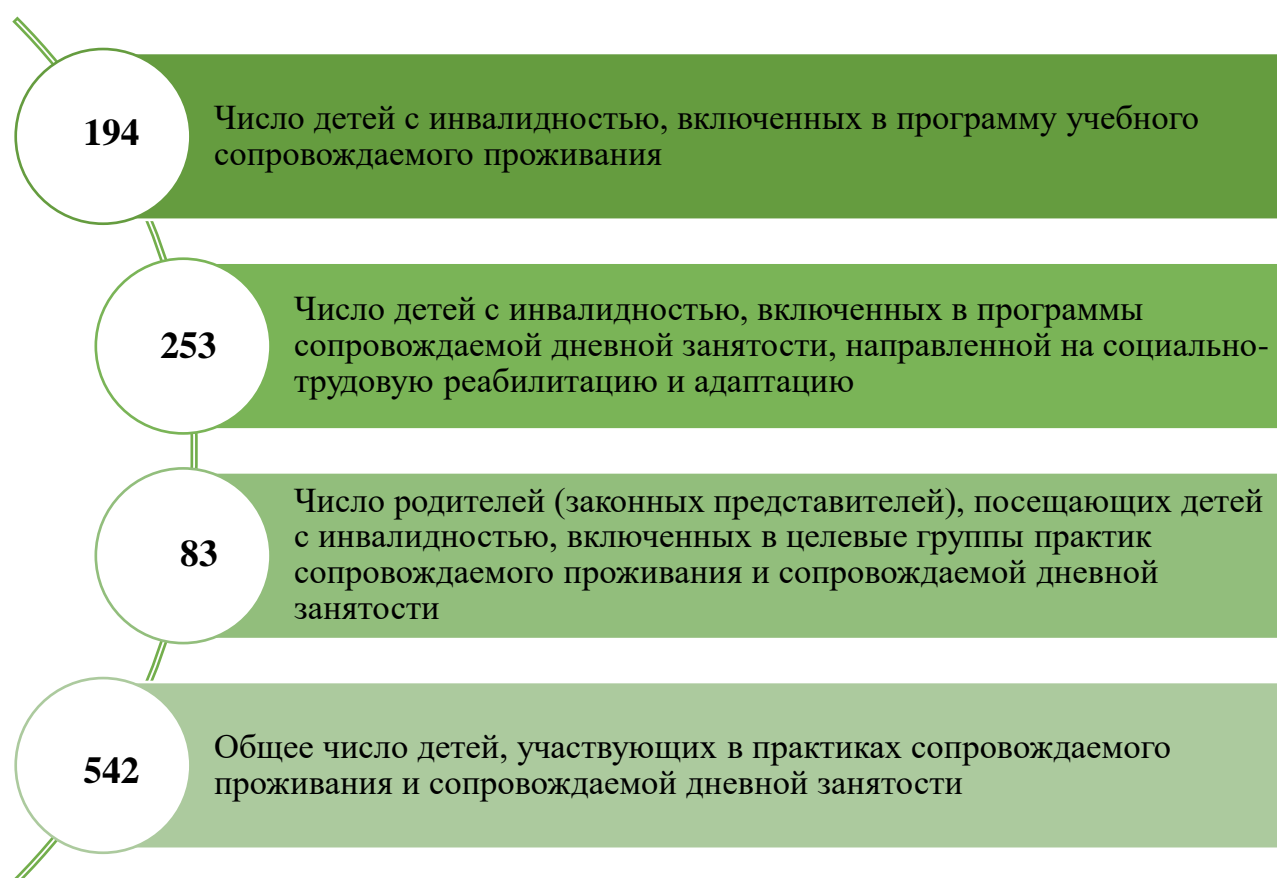 194
Число детей с инвалидностью, включенных в программу учебного
сопровождаемого проживания
253
Число детей с инвалидностью, включенных в программы
сопровождаемой дневной занятости, направленной на социально-
трудовую реабилитацию и адаптацию
83
Число родителей (законных представителей), посещающих детей
с инвалидностью, включенных в целевые группы практик
сопровождаемого проживания и сопровождаемой дневной
занятости
542
Общее число детей, участвующих в практиках сопровождаемого
проживания и сопровождаемой дневной занятости